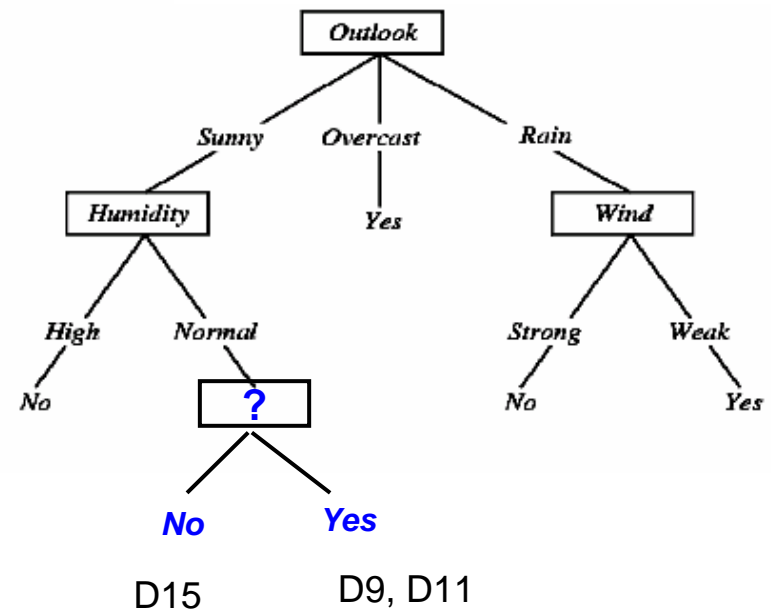 Outlook
Sunny Overcast Rain
Humidity Yes Wind
High Normal Strong Weak
No ? No Yes
No Yes
D15 D9, D11